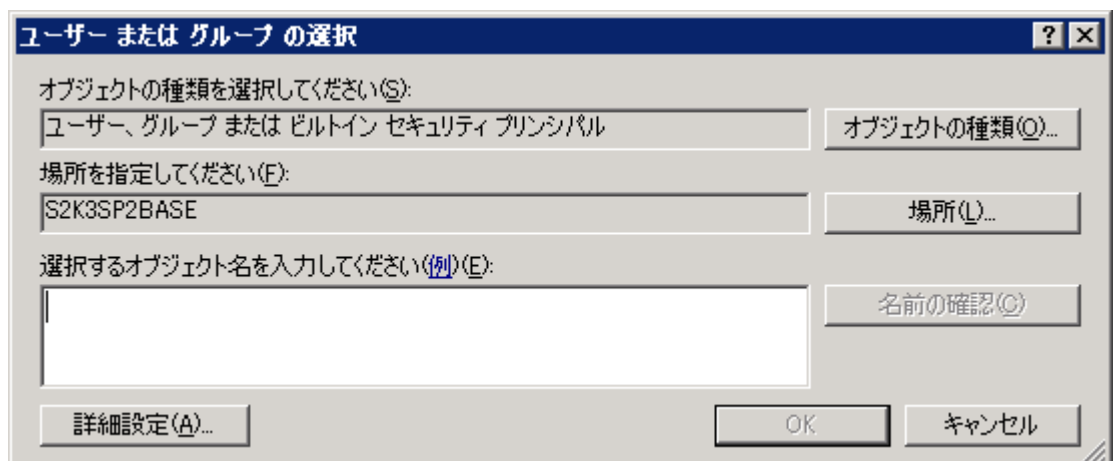 ユーザー または グループ の選択
オブジェクトの種類を選択してください(S):
ユーザー、グループ または ビルトイン セキュリティ プリンシパル
オブジェクトの種類(O)...
場所を指定してください(F):
S2K3SP2BASE
場所(L)...
選択するオブジェクト名を入力してください(例)(E):
名前の確認(C)
詳細設定(A)...
OK
キャンセル